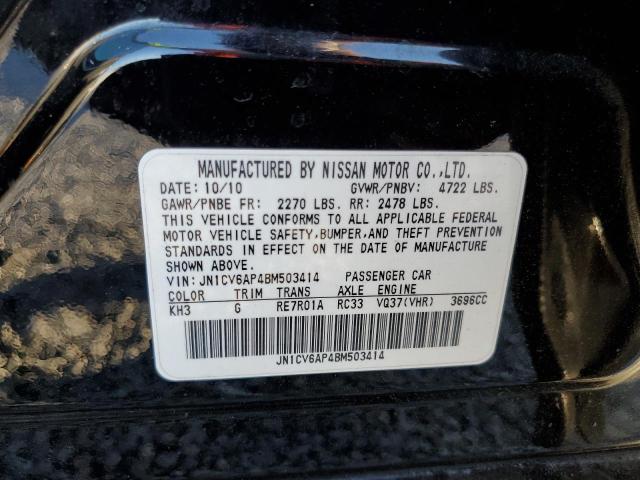 MANUFACTURED BY NISSAN MOTOR CO.,LTD.
DATE: 10/10 GVWR/PNBV: 4722 LBS.
GAWR/PNBE FR: 2270 LBS. RR: 2478 LBS.
THIS VEHICLE CONFORMS TO ALL APPLICABLE FEDERAL
MOTOR VEHICLE SAFETY,BUMPER,AND THEFT PREVENTION
STANDARDS IN EFFECT ON THE DATE OF MANUFACTURE
SHOWN ABOVE.
VIN: JN1CV6AP4BM503414 PASSENGER CAR
COLOR TRIM TRANS AXLE ENGINE
KH3 G RE7R01A RC33 VQ37(VHR) 3696CC
JN1CV6AP4BM503414